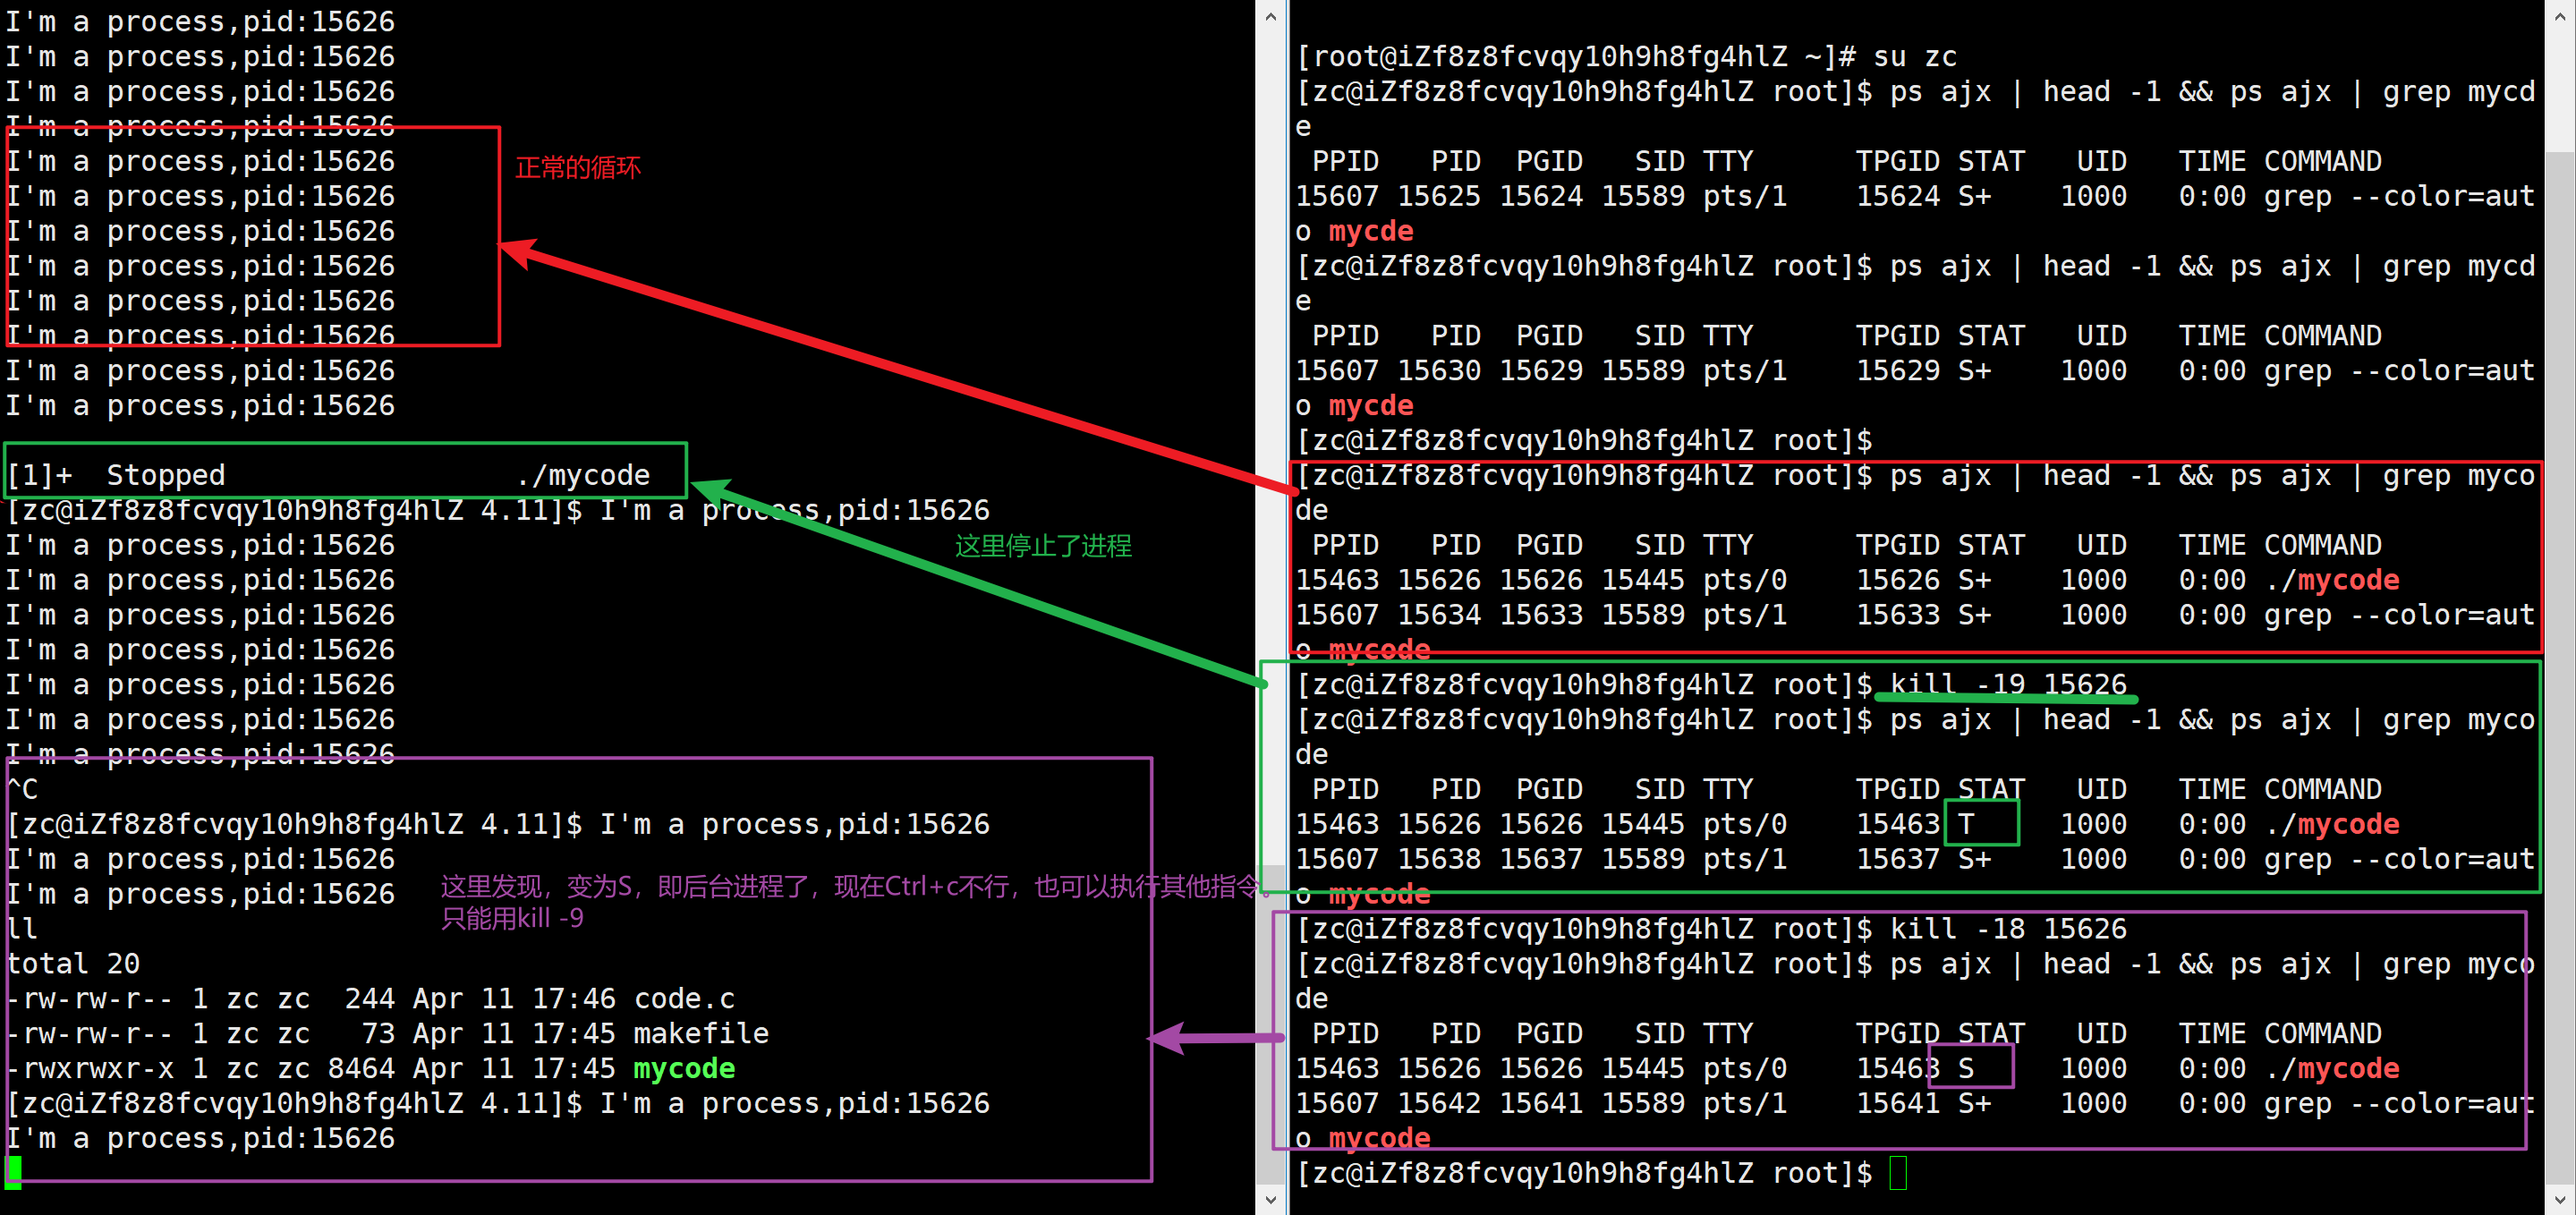 I'm a process,pid:15626
I'm a process,pid:15626
I'm a process,pid:15626
I'm a process,pid:15626
I'm a process,pid:15626
I'm a process,pid:15626
I'm a process,pid:15626
I'm a process,pid:15626
I'm a process,pid:15626
I'm a process,pid:15626
I'm a process,pid:15626
I'm a process,pid:15626
正常的循环
[1]+  Stopped                 ./mycode
[zc@iZf8z8fcvqy10h9h8fg4hlZ 4.11]$ I'm a process,pid:15626
I'm a process,pid:15626
这里停止了进程
I'm a process,pid:15626
I'm a process,pid:15626
I'm a process,pid:15626
I'm a process,pid:15626
I'm a process,pid:15626
I'm a process,pid:15626
^C
[zc@iZf8z8fcvqy10h9h8fg4hlZ 4.11]$ I'm a process,pid:15626
I'm a process,pid:15626
I'm a process,pid:15626
这里发现，变为S，即后台进程了，现在Ctrl+c不行，也可以执行其他指令。
只能用kill -9
ll
total 20
-rw-rw-r-- 1 zc zc  244 Apr 11 17:46 code.c
-rw-rw-r-- 1 zc zc   73 Apr 11 17:45 makefile
-rwxrwxr-x 1 zc zc 8464 Apr 11 17:45 mycode
[zc@iZf8z8fcvqy10h9h8fg4hlZ 4.11]$ I'm a process,pid:15626
I'm a process,pid:15626
[root@iZf8z8fcvqy10h9h8fg4hlZ ~]# su zc
[zc@iZf8z8fcvqy10h9h8fg4hlZ root]$ ps ajx | head -1 && ps ajx | grep mycd
e
 PPID   PID  PGID   SID TTY      TPGID STAT   UID   TIME COMMAND
15607 15625 15624 15589 pts/1    15624 S+    1000   0:00 grep --color=aut
o mycde
[zc@iZf8z8fcvqy10h9h8fg4hlZ root]$ ps ajx | head -1 && ps ajx | grep mycd
e
 PPID   PID  PGID   SID TTY      TPGID STAT   UID   TIME COMMAND
15607 15630 15629 15589 pts/1    15629 S+    1000   0:00 grep --color=aut
o mycde
[zc@iZf8z8fcvqy10h9h8fg4hlZ root]$
[zc@iZf8z8fcvqy10h9h8fg4hlZ root]$ ps ajx | head -1 && ps ajx | grep myco
de
 PPID   PID  PGID   SID TTY      TPGID STAT   UID   TIME COMMAND
15463 15626 15626 15445 pts/0    15626 S+    1000   0:00 ./mycode
15607 15634 15633 15589 pts/1    15633 S+    1000   0:00 grep --color=aut
o mycode
[zc@iZf8z8fcvqy10h9h8fg4hlZ root]$ kill -19 15626
[zc@iZf8z8fcvqy10h9h8fg4hlZ root]$ ps ajx | head -1 && ps ajx | grep myco
de
 PPID   PID  PGID   SID TTY      TPGID STAT   UID   TIME COMMAND
15463 15626 15626 15445 pts/0    15463 T     1000   0:00 ./mycode
15607 15638 15637 15589 pts/1    15637 S+    1000   0:00 grep --color=aut
o mycode
[zc@iZf8z8fcvqy10h9h8fg4hlZ root]$ kill -18 15626
[zc@iZf8z8fcvqy10h9h8fg4hlZ root]$ ps ajx | head -1 && ps ajx | grep myco
de
 PPID   PID  PGID   SID TTY      TPGID STAT   UID   TIME COMMAND
15463 15626 15626 15445 pts/0    15463 S     1000   0:00 ./mycode
15607 15642 15641 15589 pts/1    15641 S+    1000   0:00 grep --color=aut
o mycode
[zc@iZf8z8fcvqy10h9h8fg4hlZ root]$